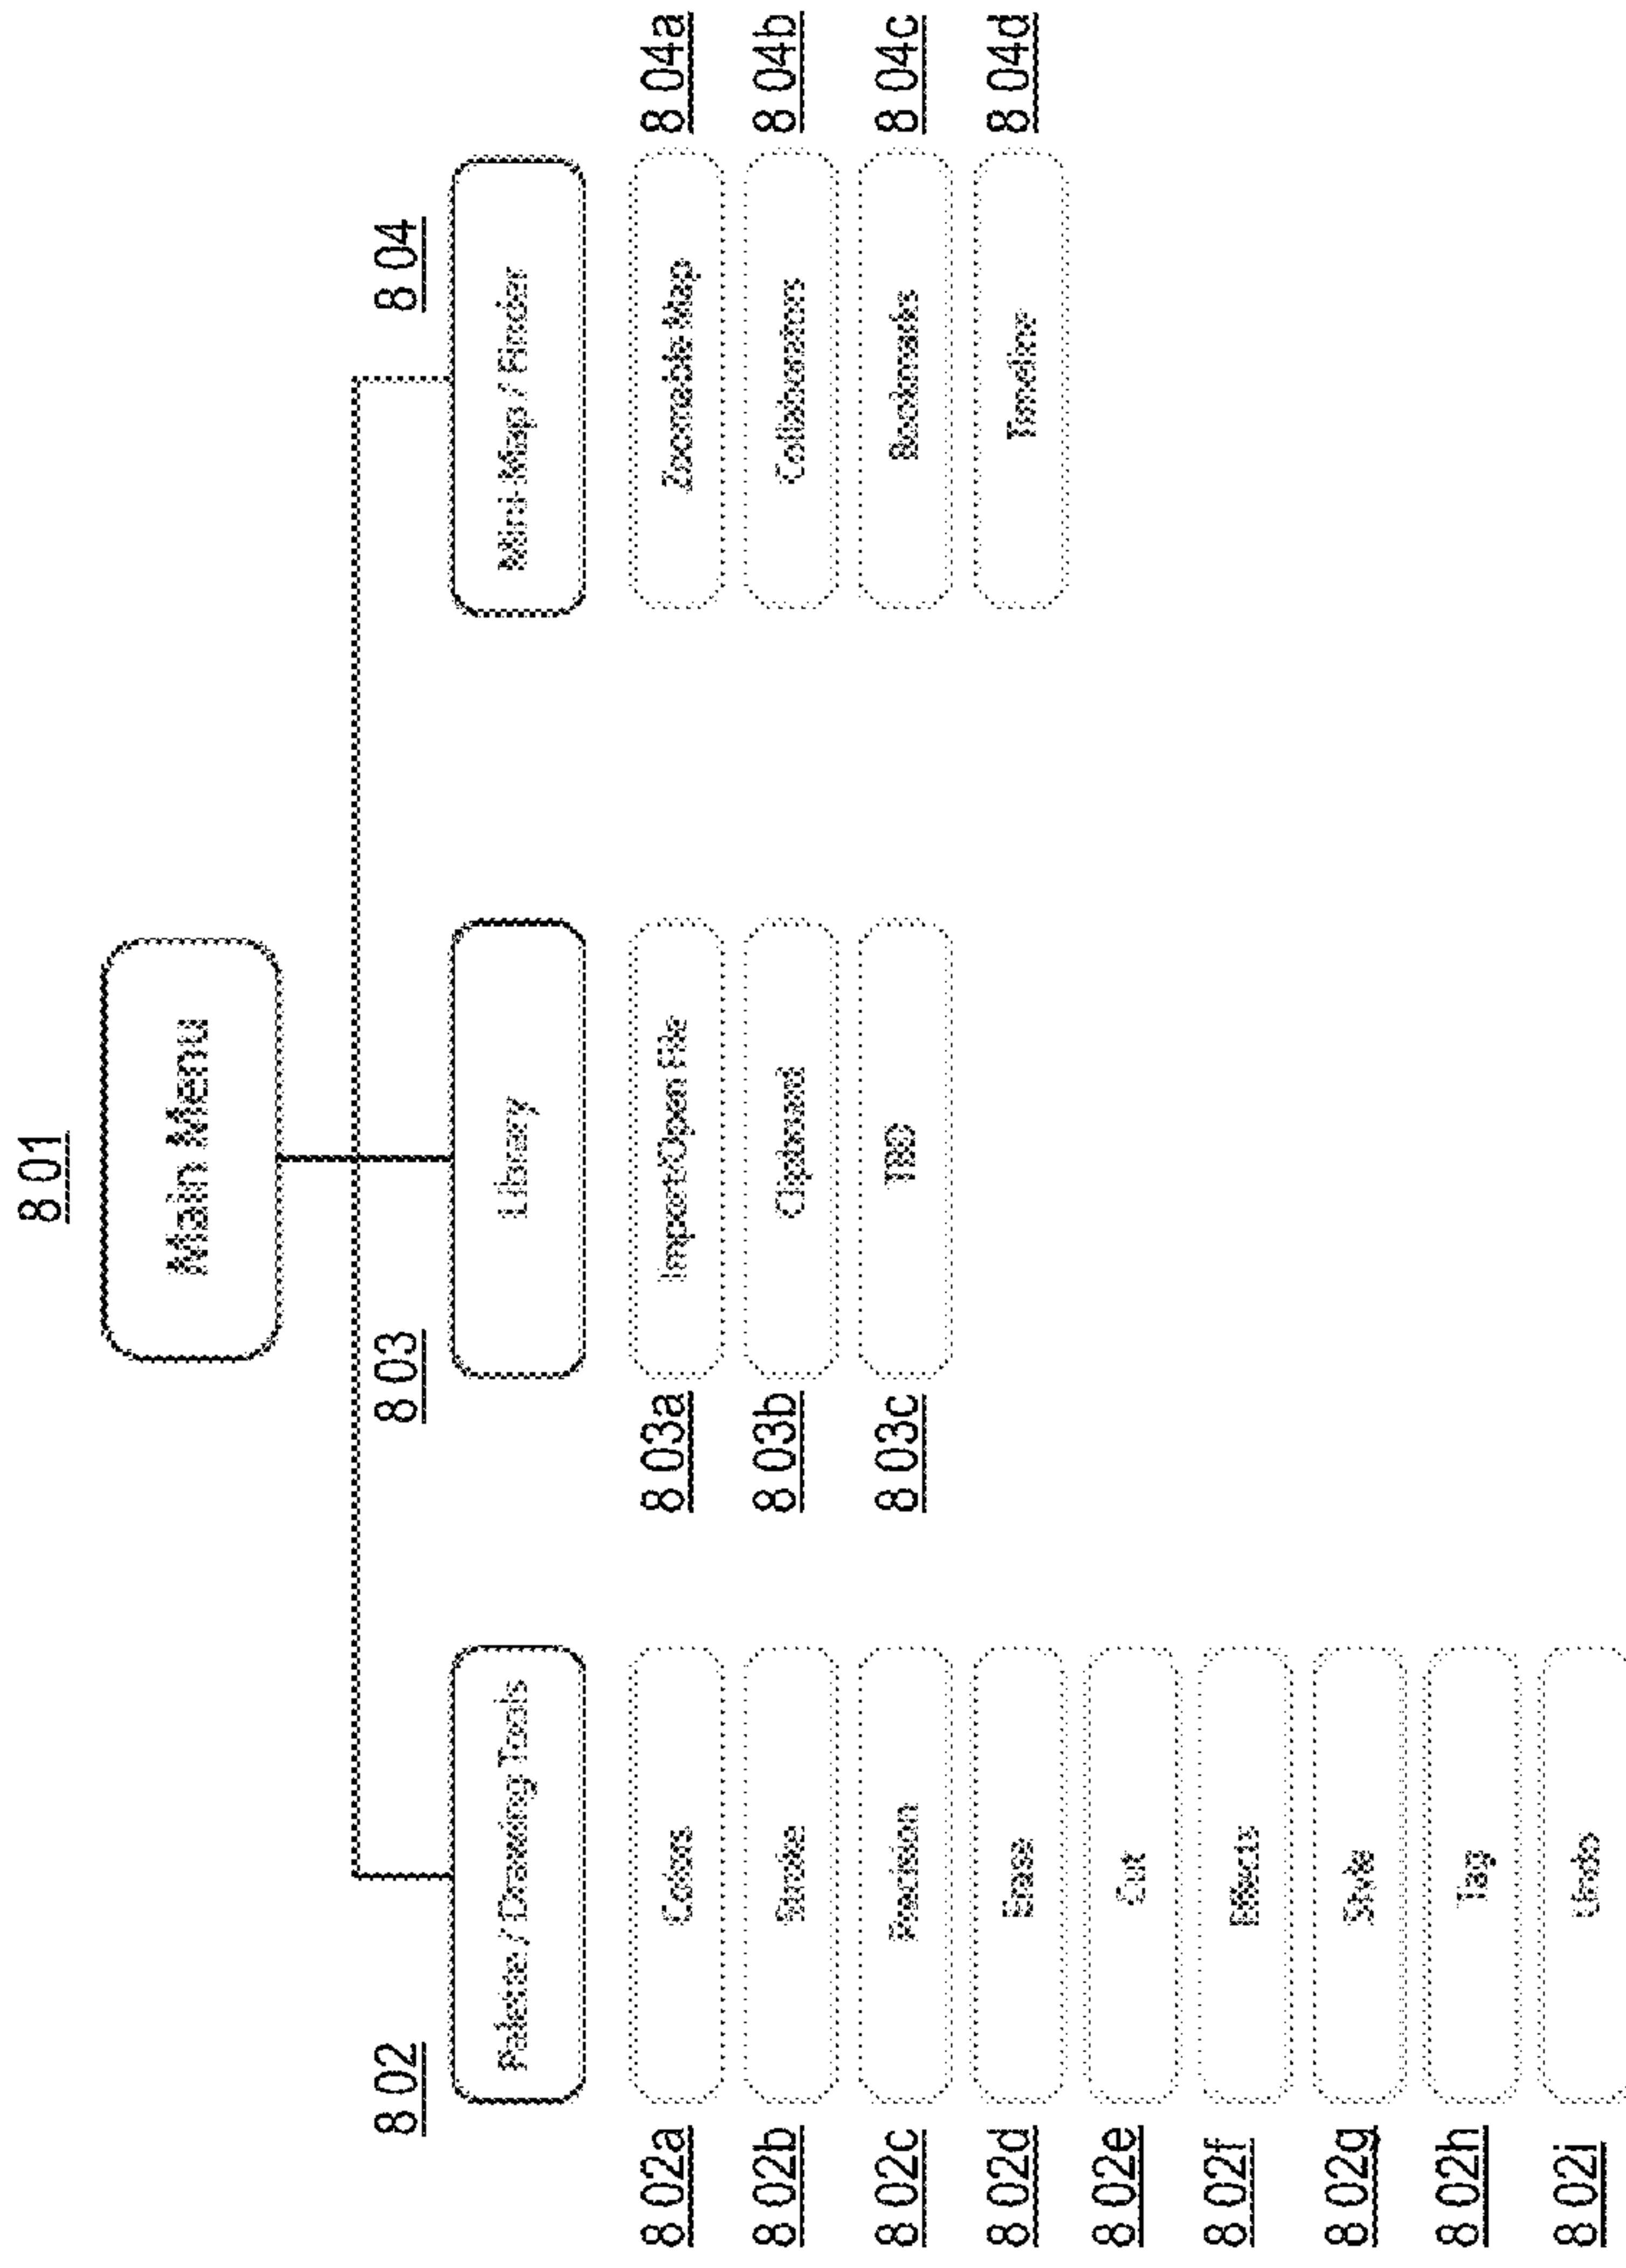 8 01
Main Menu
8 02
Palette / Drawing Tools
8 02a
Colors
8 02b
Stroke
8 02c
Precision
8 02d
Erase
8 02e
Cut
8 02f
Effects
8 02g
Style
8 02h
Tag
8 02i
Undo
8 03
Library
8 03a
Import/Open File
8 03b
Clipboard
8 03c
TBD
8 04
Mini-Map / Finder
Zoomable Map
8 04a
Collaborators
8 04b
Bookmarks
8 04c
Timeline
8 04d